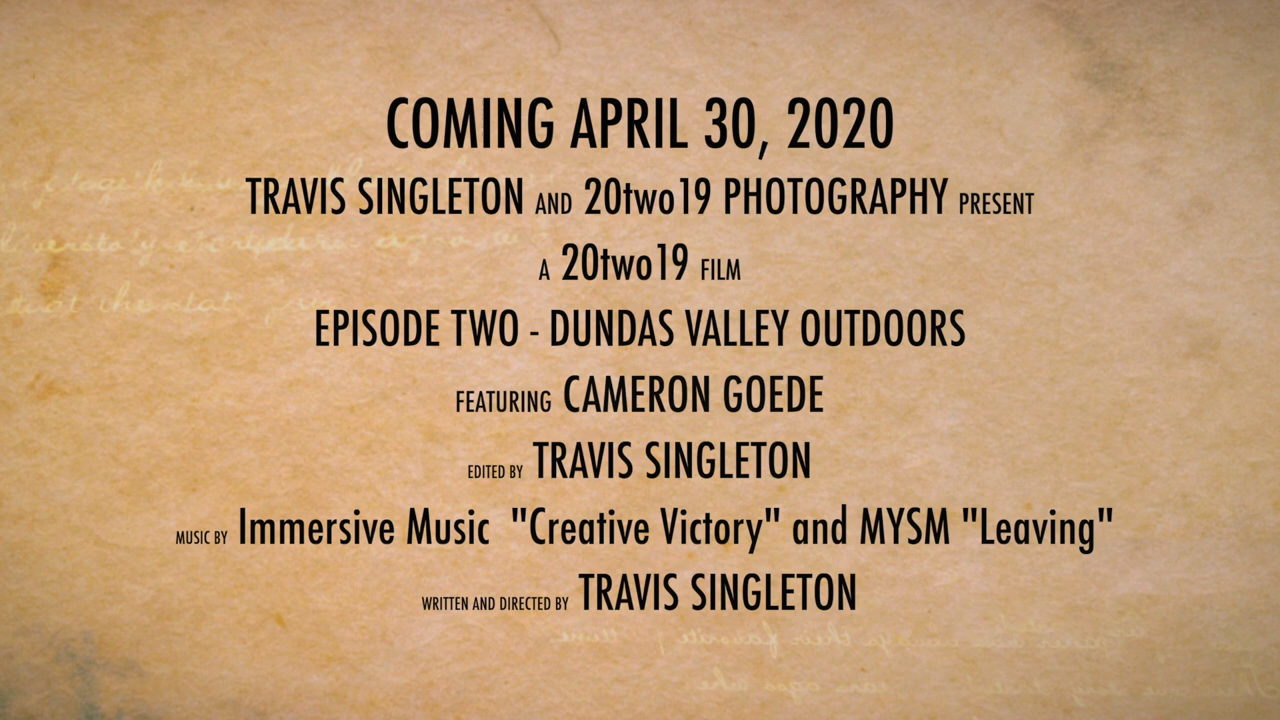 COMING APRIL 30, 2020
TRAVIS SINGLETON AND 20two19 PHOTOGRAPHY PRESENT
A 20two19 FILM
EPISODE TWO - DUNDAS VALLEY OUTDOORS
FEATURING CAMERON GOEDE
EDITED BY TRAVIS SINGLETON
MUSIC BY Immersive Music "Creative Victory" and MYSM "Leaving"
WRITTEN AND DIRECTED BY TRAVIS SINGLETON